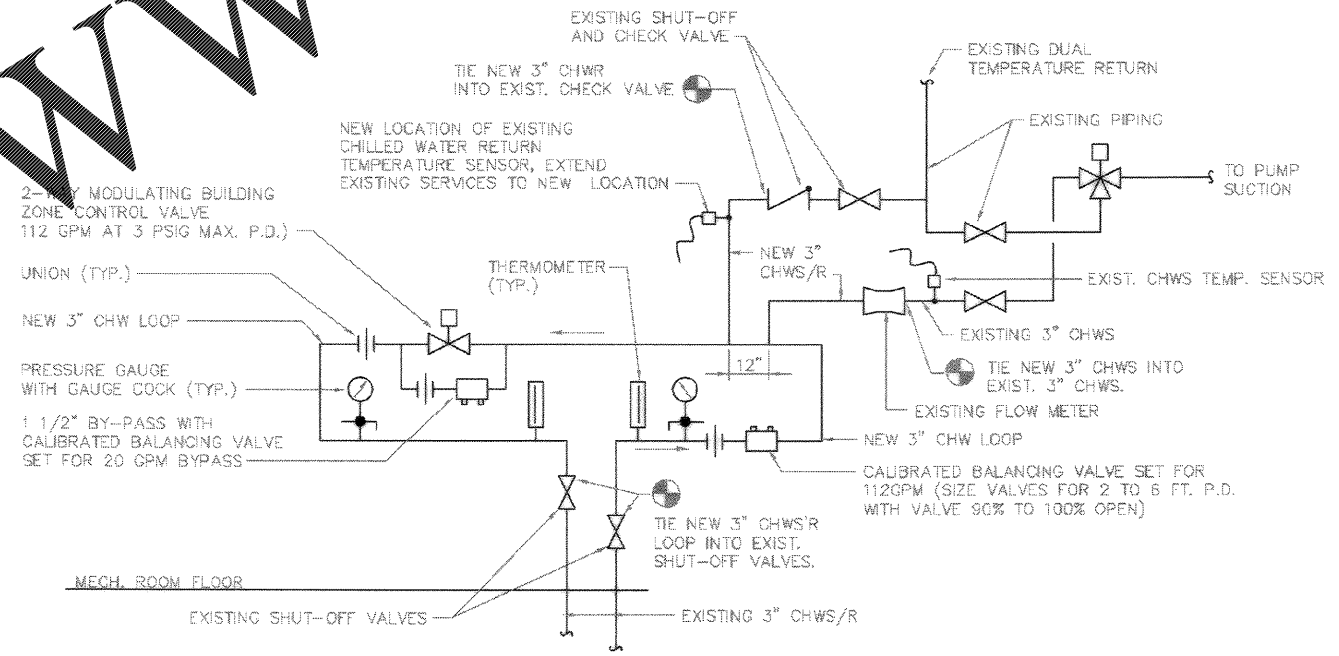 WW
EXISTING SHUT-OFF
AND CHECK VALVE
EXISTING DUAL
TEMPERATURE RETURN
TIE NEW 3" CHWR
INTO EXIST. CHECK VALVE
EXISTING PIPING
NEW LOCATION OF EXISTING
CHILLED WATER RETURN
TEMPERATURE SENSOR, EXTEND
EXISTING SERVICES TO NEW LOCATION
TO PUMP
SUCTION
2-WAY MODULATING BUILDING
ZONE CONTROL VALVE
112 GPM AT 3 PSIG MAX. P.D.)
UNION (TYP.)
THERMOMETER
(TYP.)
NEW 3"
CHWS/R
EXIST. CHWS TEMP. SENSOR
NEW 3" CHW LOOP
EXISTING 3" CHWS
PRESSURE GAUGE
WITH GAUGE COCK (TYP.)
12"
TIE NEW 3" CHWS INTO
EXIST. 3" CHWS.
EXISTING FLOW METER
1 1/2" BY-PASS WITH
CALIBRATED BALANCING VALVE
SET FOR 20 GPM BYPASS
NEW 3" CHW LOOP
CALIBRATED BALANCING VALVE SET FOR
112GPM (SIZE VALVES FOR 2 TO 6 FT. P.D.
WITH VALVE 90% TO 100% OPEN)
TIE NEW 3" CHWS'R
LOOP INTO EXIST.
SHUT-OFF VALVES.
MECH. ROOM FLOOR
EXISTING SHUT-OFF VALVES
EXISTING 3" CHWS/R